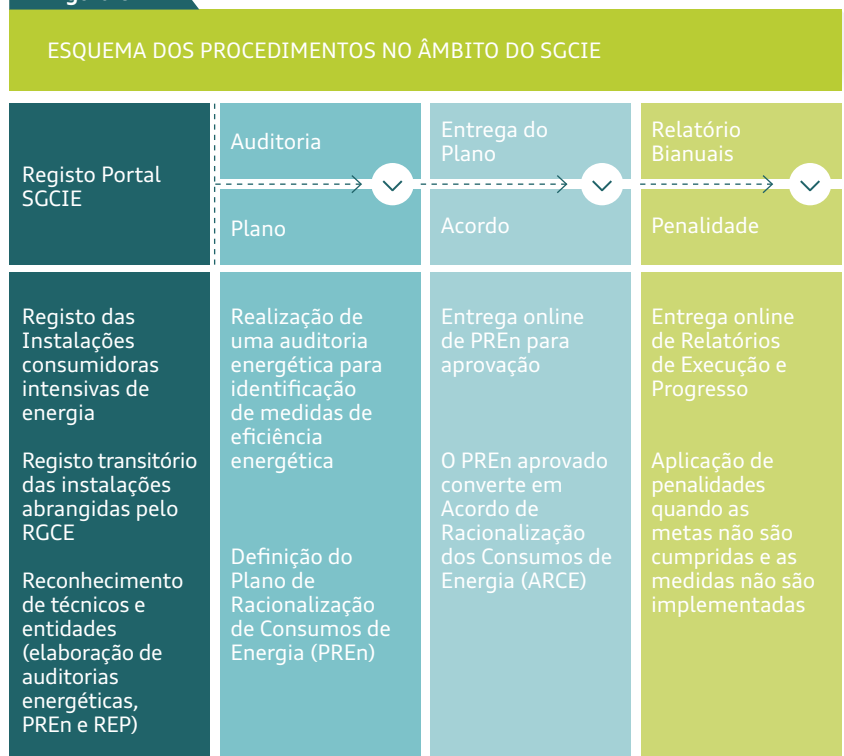 ESQUEMA DOS PROCEDIMENTOS NO ÂMBITO DO SGCIE
Registo Portal
SGCIE
Auditoria
Plano
Entrega do
Plano
Acordo
Relatório
Bianuais
Penalidade
Registo das
Instalações
consumidoras
intensivas de
energia
Registo transitório
das instalações
abrangidas pelo
RGCE
Reconhecimento
de técnicos e
entidades
(elaboração de
auditorias
energéticas,
PREn e REP)
Realização de
uma auditoria
energética para
identificação
de medidas de
eficiência
energética
Definição do
Plano de
Racionalização
de Consumos de
Energia (PREn)
Entrega online
de PREn para
aprovação
O PREn aprovado
converte em
Acordo de
Racionalização
dos Consumos de
Energia (ARCE)
Entrega online
de Relatórios
de Execução e
Progresso
Aplicação de
penalidades
quando as
metas não são
cumpridas e as
medidas não são
implementadas